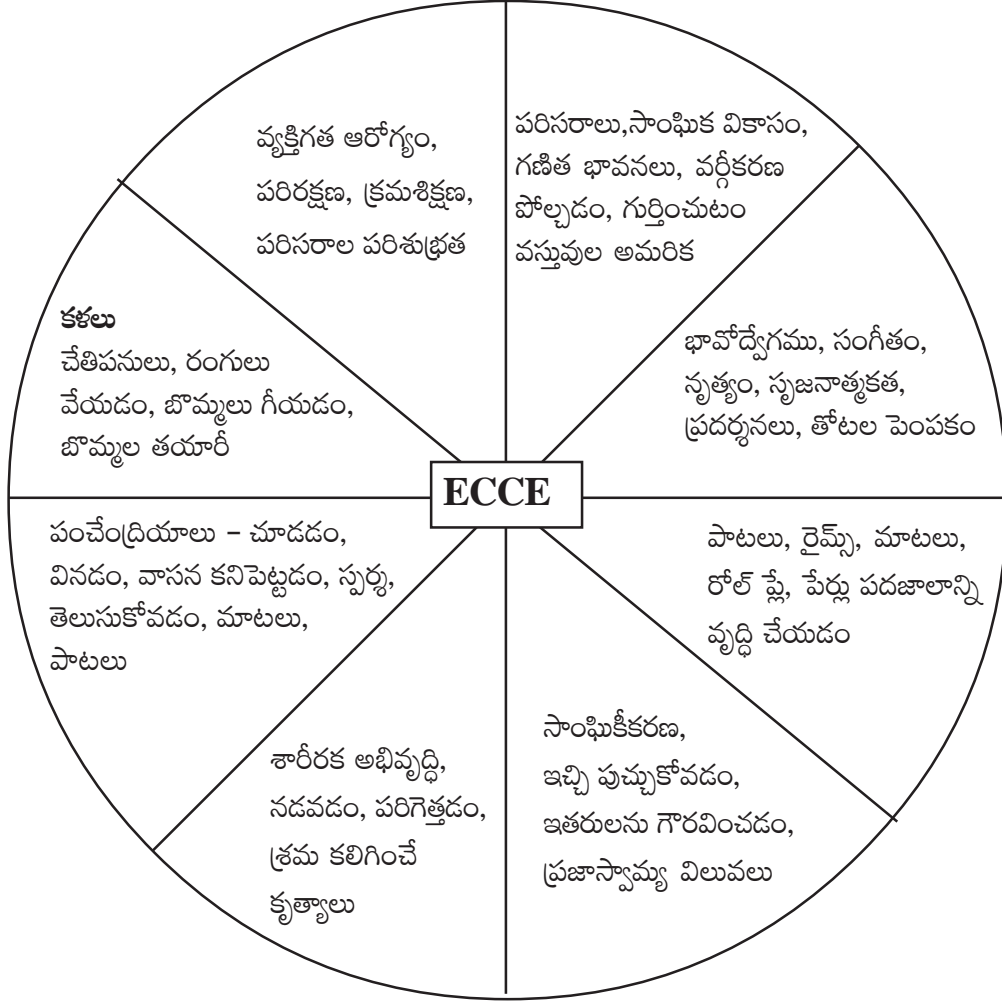 వ్యక్తిగత ఆరోగ్యం,
పరిరక్షణ, క్రమశిక్షణ,
పరిసరాల పరిశుభ్రత
పరిసరాలు,సాంఘిక వికాసం,
గణిత భావనలు, వర్గీకరణ
పోల్చడం, గుర్తించుటం
వస్తువుల అమరిక
భావోద్వేగము, సంగీతం,
నృత్యం, సృజనాత్మకత,
ప్రదర్శనలు, తోటల పెంపకం
కళలు
చేతిపనులు, రంగులు
వేయడం, బొమ్మలు గీయడం,
బొమ్మల తయారీ
ECCE
పంచేంద్రియాలు – చూడడం,
వినడం, వాసన కనిపెట్టడం, స్పర్శ,
తెలుసుకోవడం, మాటలు,
పాటలు
పాటలు, రైమ్స్, మాటలు,
రోల్ ప్లే, పేర్లు పదజాలాన్ని
వృద్ధి చేయడం
శారీరక అభివృద్ధి,
నడవడం, పరిగెత్తడం,
శ్రమ కలిగించే
కృత్యాలు
సాంఘికీకరణ,
ఇచ్చి పుచ్చుకోవడం,
ఇతరులను గౌరవించడం,
ప్రజాస్వామ్య విలువలు